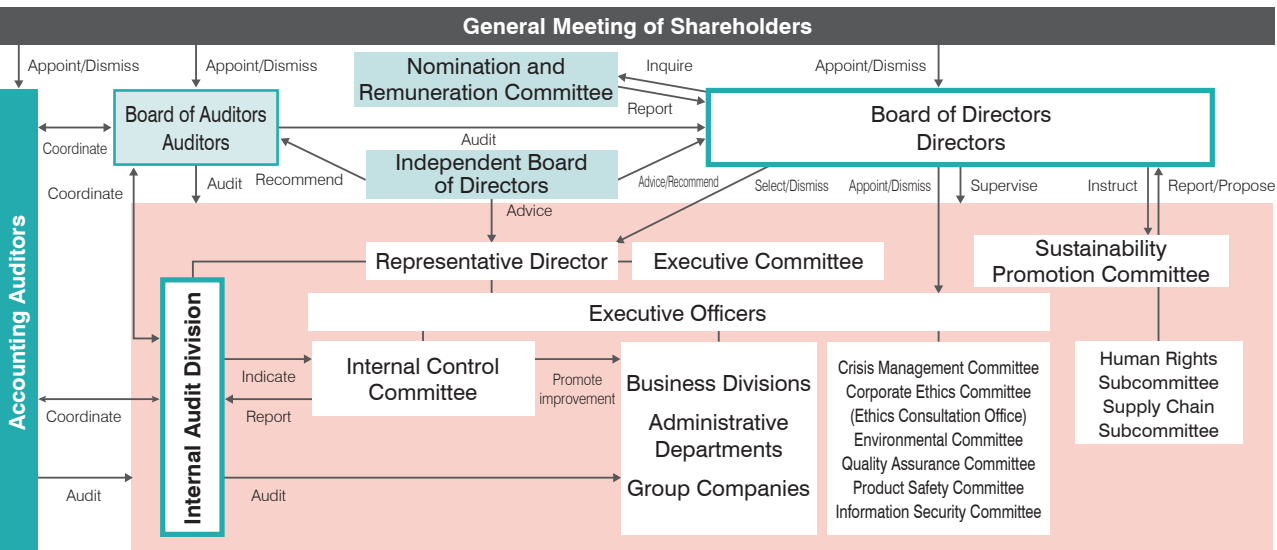 General Meeting of Shareholders
Appoint/Dismiss
Appoint/Dismiss
Nomination and
Remuneration Committee
Inquire
Report
Appoint/Dismiss
Accounting Auditors
Coordinate
Board of Auditors
Auditors
Audit
Board of Directors
Directors
Independent Board
of Directors
Recommend
Advice/Recommend
Coordinate
Audit
Advice
Select/Dismiss
Appoint/Dismiss
Supervise
Instruct
Report/Propose
Representative Director
Executive Committee
Sustainability
Promotion Committee
Executive Officers
Internal Audit Division
Indicate
Report
Internal Control
Committee
Promote
improvement
Business Divisions
Administrative
Departments
Group Companies
Crisis Management Committee
Corporate Ethics Committee
(Ethics Consultation Office)
Environmental Committee
Quality Assurance Committee
Product Safety Committee
Information Security Committee
Human Rights
Subcommittee
Supply Chain
Subcommittee
Coordinate
Audit
Audit